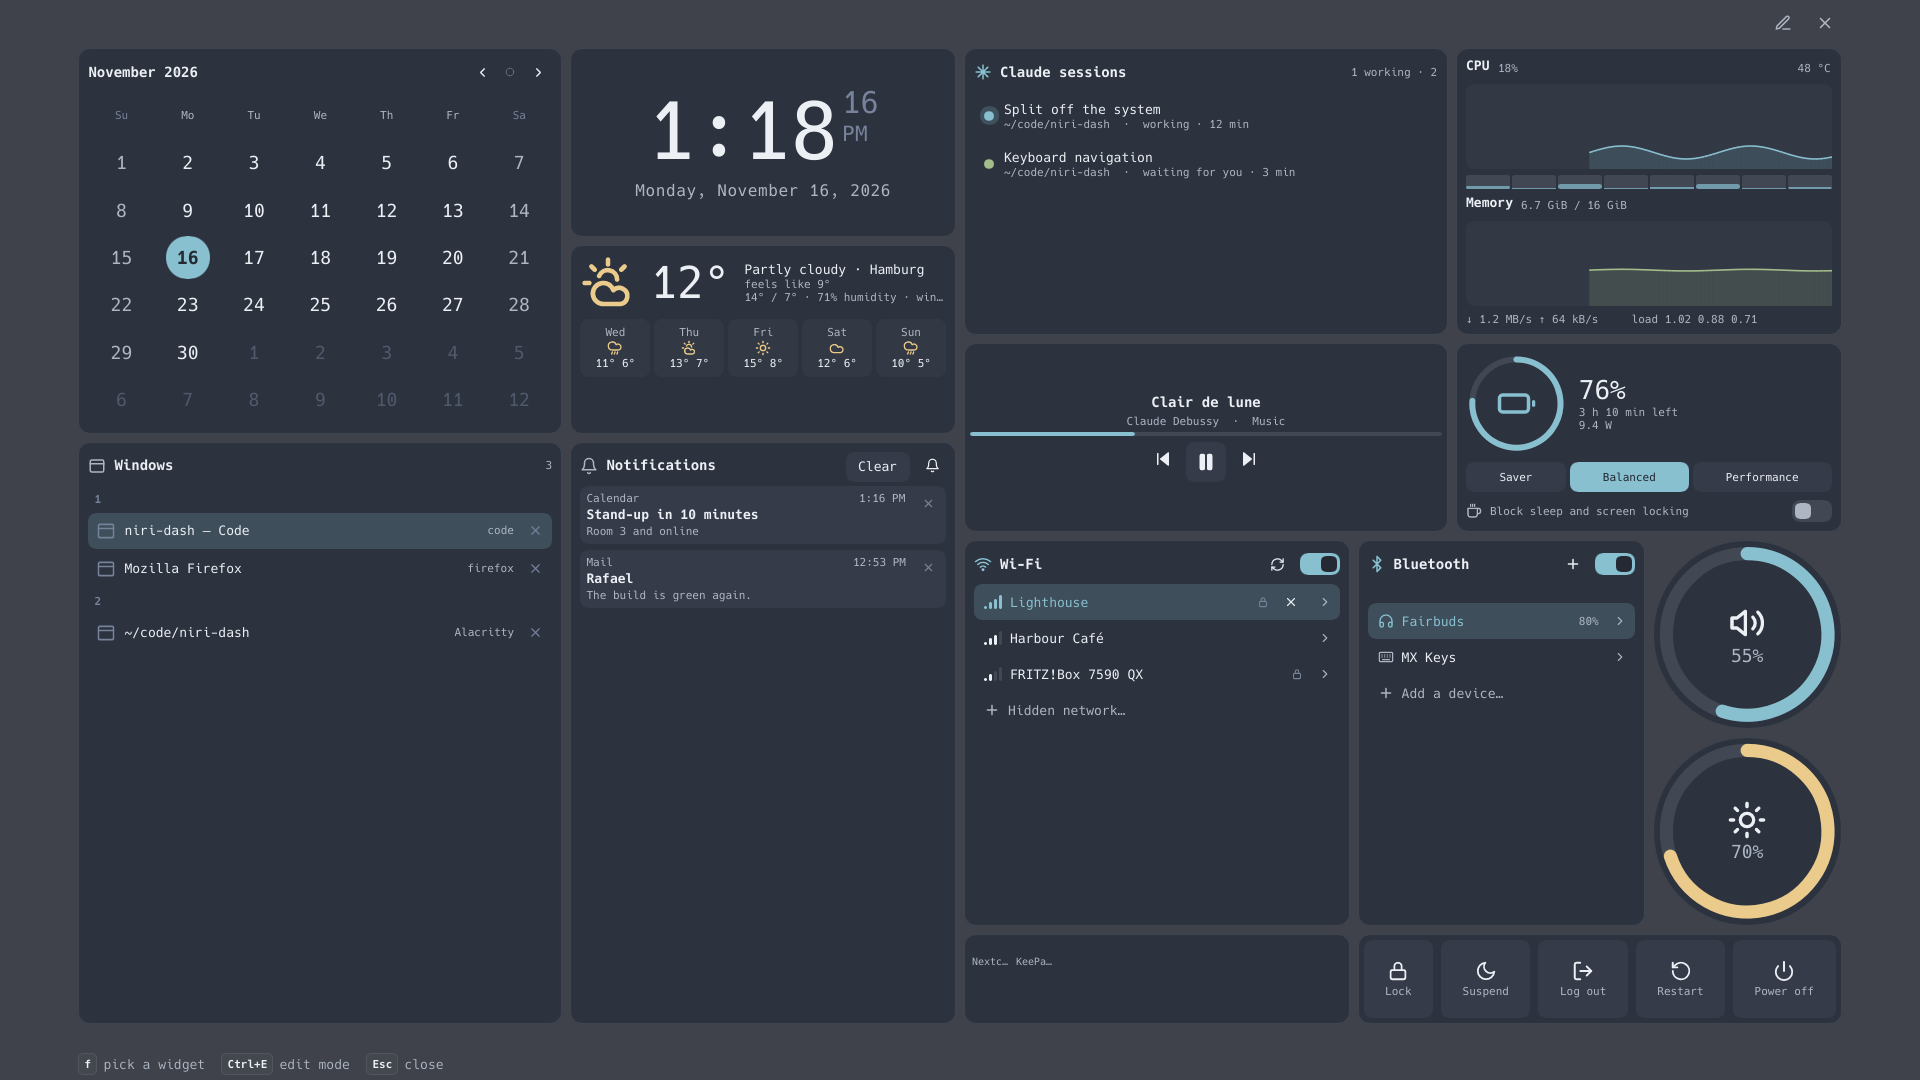 November 2026
Su Mo Tu We Th Fr Sa
1 2 3 4 5 6 7
8 9 10 11 12 13 14
15 16 17 18 19 20 21
22 23 24 25 26 27 28
29 30 1 2 3 4 5
6 7 8 9 10 11 12
1:18 16 PM
Monday, November 16, 2026
12°
Partly cloudy · Hamburg
feels like 9°
14° / 7° · 71% humidity · win…
Wed Thu Fri Sat Sun
11° 6° 13° 7° 15° 8° 12° 6° 10° 5°
Claude sessions 1 working · 2
Split off the system
~/code/niri-dash · working · 12 min
Keyboard navigation
~/code/niri-dash · waiting for you · 3 min
CPU 18% 48 °C
Memory 6.7 GiB / 16 GiB
↓ 1.2 MB/s ↑ 64 kB/s load 1.02 0.88 0.71
Clair de lune
Claude Debussy · Music
76%
3 h 10 min left
9.4 W
Saver Balanced Performance
Block sleep and screen locking
Windows 3
1
niri-dash — Code code
Mozilla Firefox firefox
2
~/code/niri-dash Alacritty
Notifications Clear
Calendar 1:16 PM
Stand-up in 10 minutes
Room 3 and online
Mail 12:53 PM
Rafael
The build is green again.
Wi-Fi
Lighthouse
Harbour Café
FRITZ!Box 7590 QX
Hidden network…
Bluetooth
Fairbuds 80%
MX Keys
Add a device…
55%
70%
Nextc… KeePa…
Lock Suspend Log out Restart Power off
f pick a widget Ctrl+E edit mode Esc close